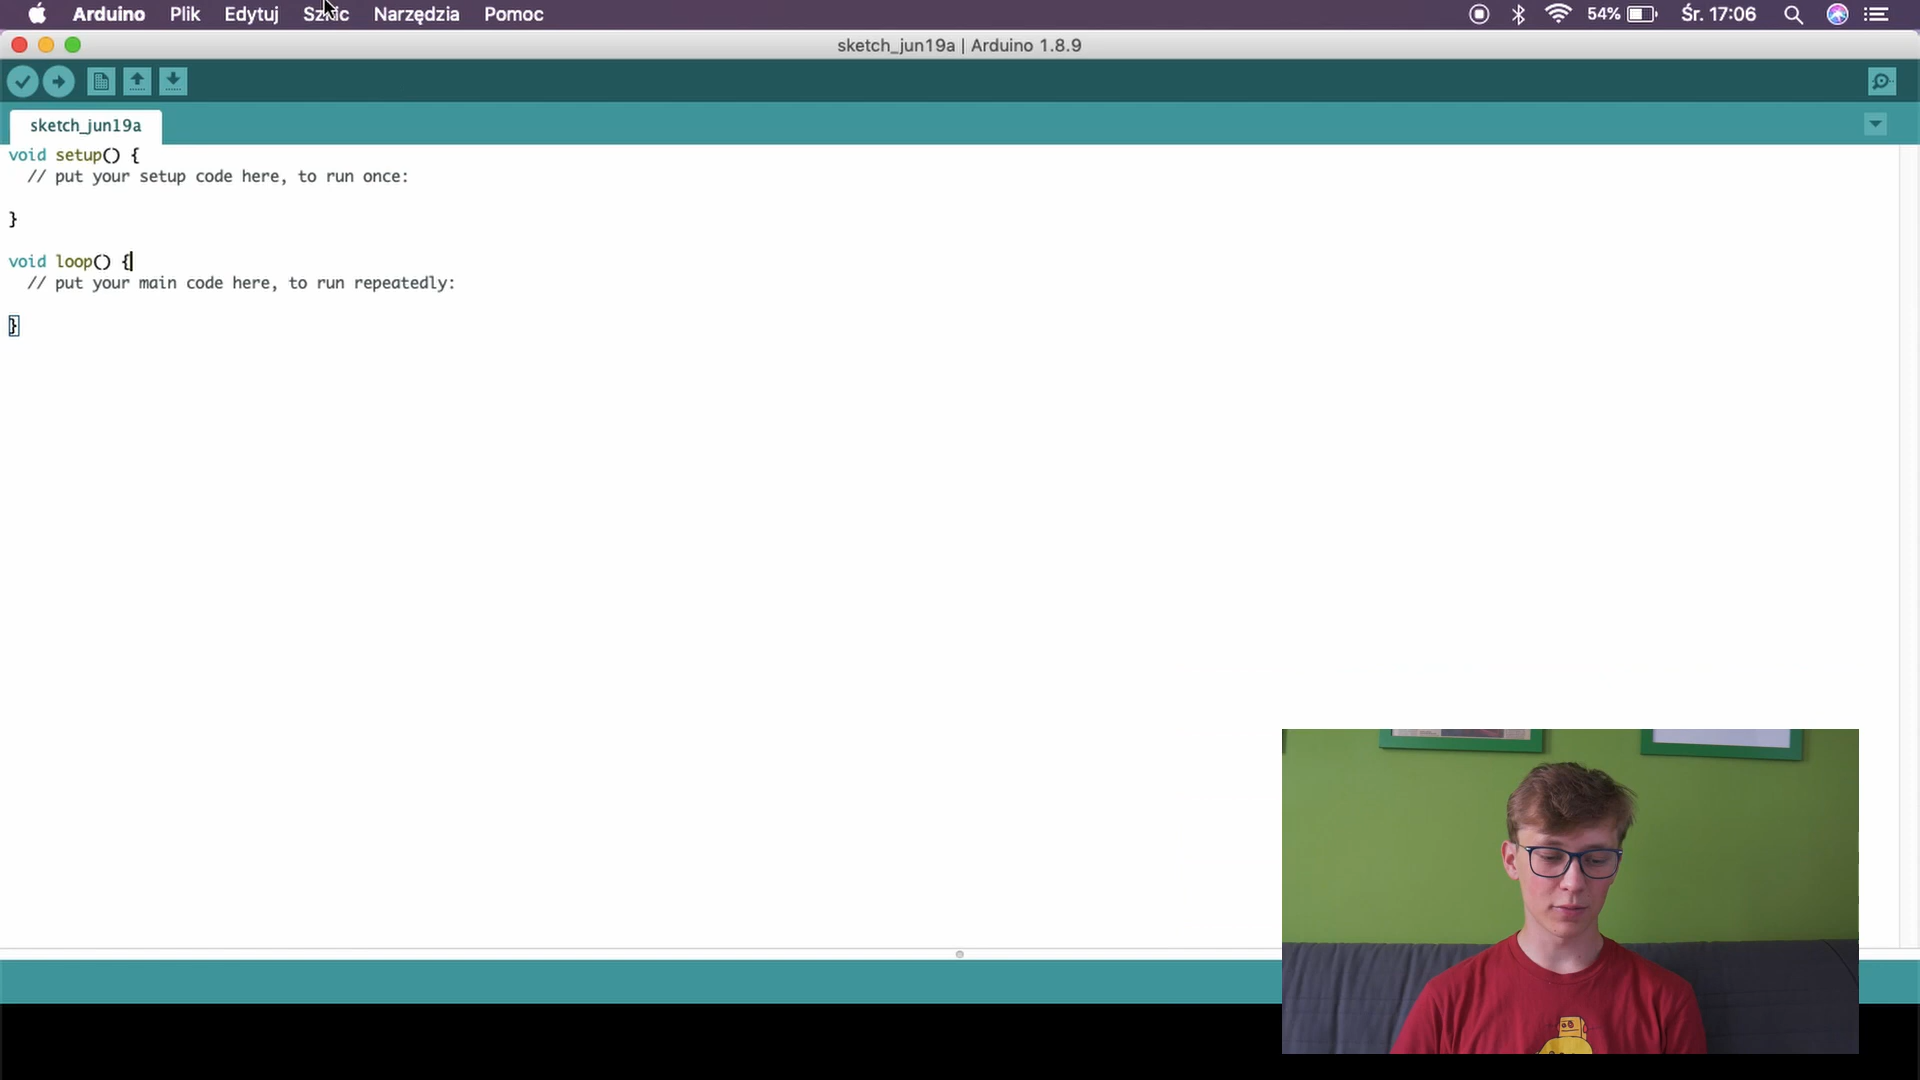 Arduino Plik Edytuj Szkic Narzędzia Pomoc 54% Śr. 17:06
sketch_jun19a | Arduino 1.8.9
sketch_jun19a
void setup() {
// put your setup code here, to run once:
}
void loop() {
// put your main code here, to run repeatedly:
}